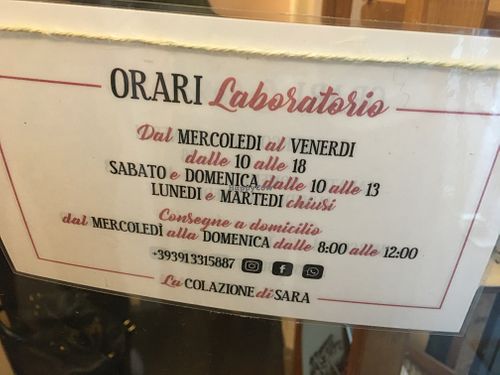 ORARI Laboratorio
Dal MERCOLEDI al VENERDI
dalle 10 alle 18
SABATO e DOMENICA dalle 10 alle 13
LUNEDI e MARTEDI chiusi
Consegne a domicilio
dal MERCOLEDÌ alla DOMENICA dalle 8:00 alle 12:00
+393913315887
La COLAZIONE di SARA